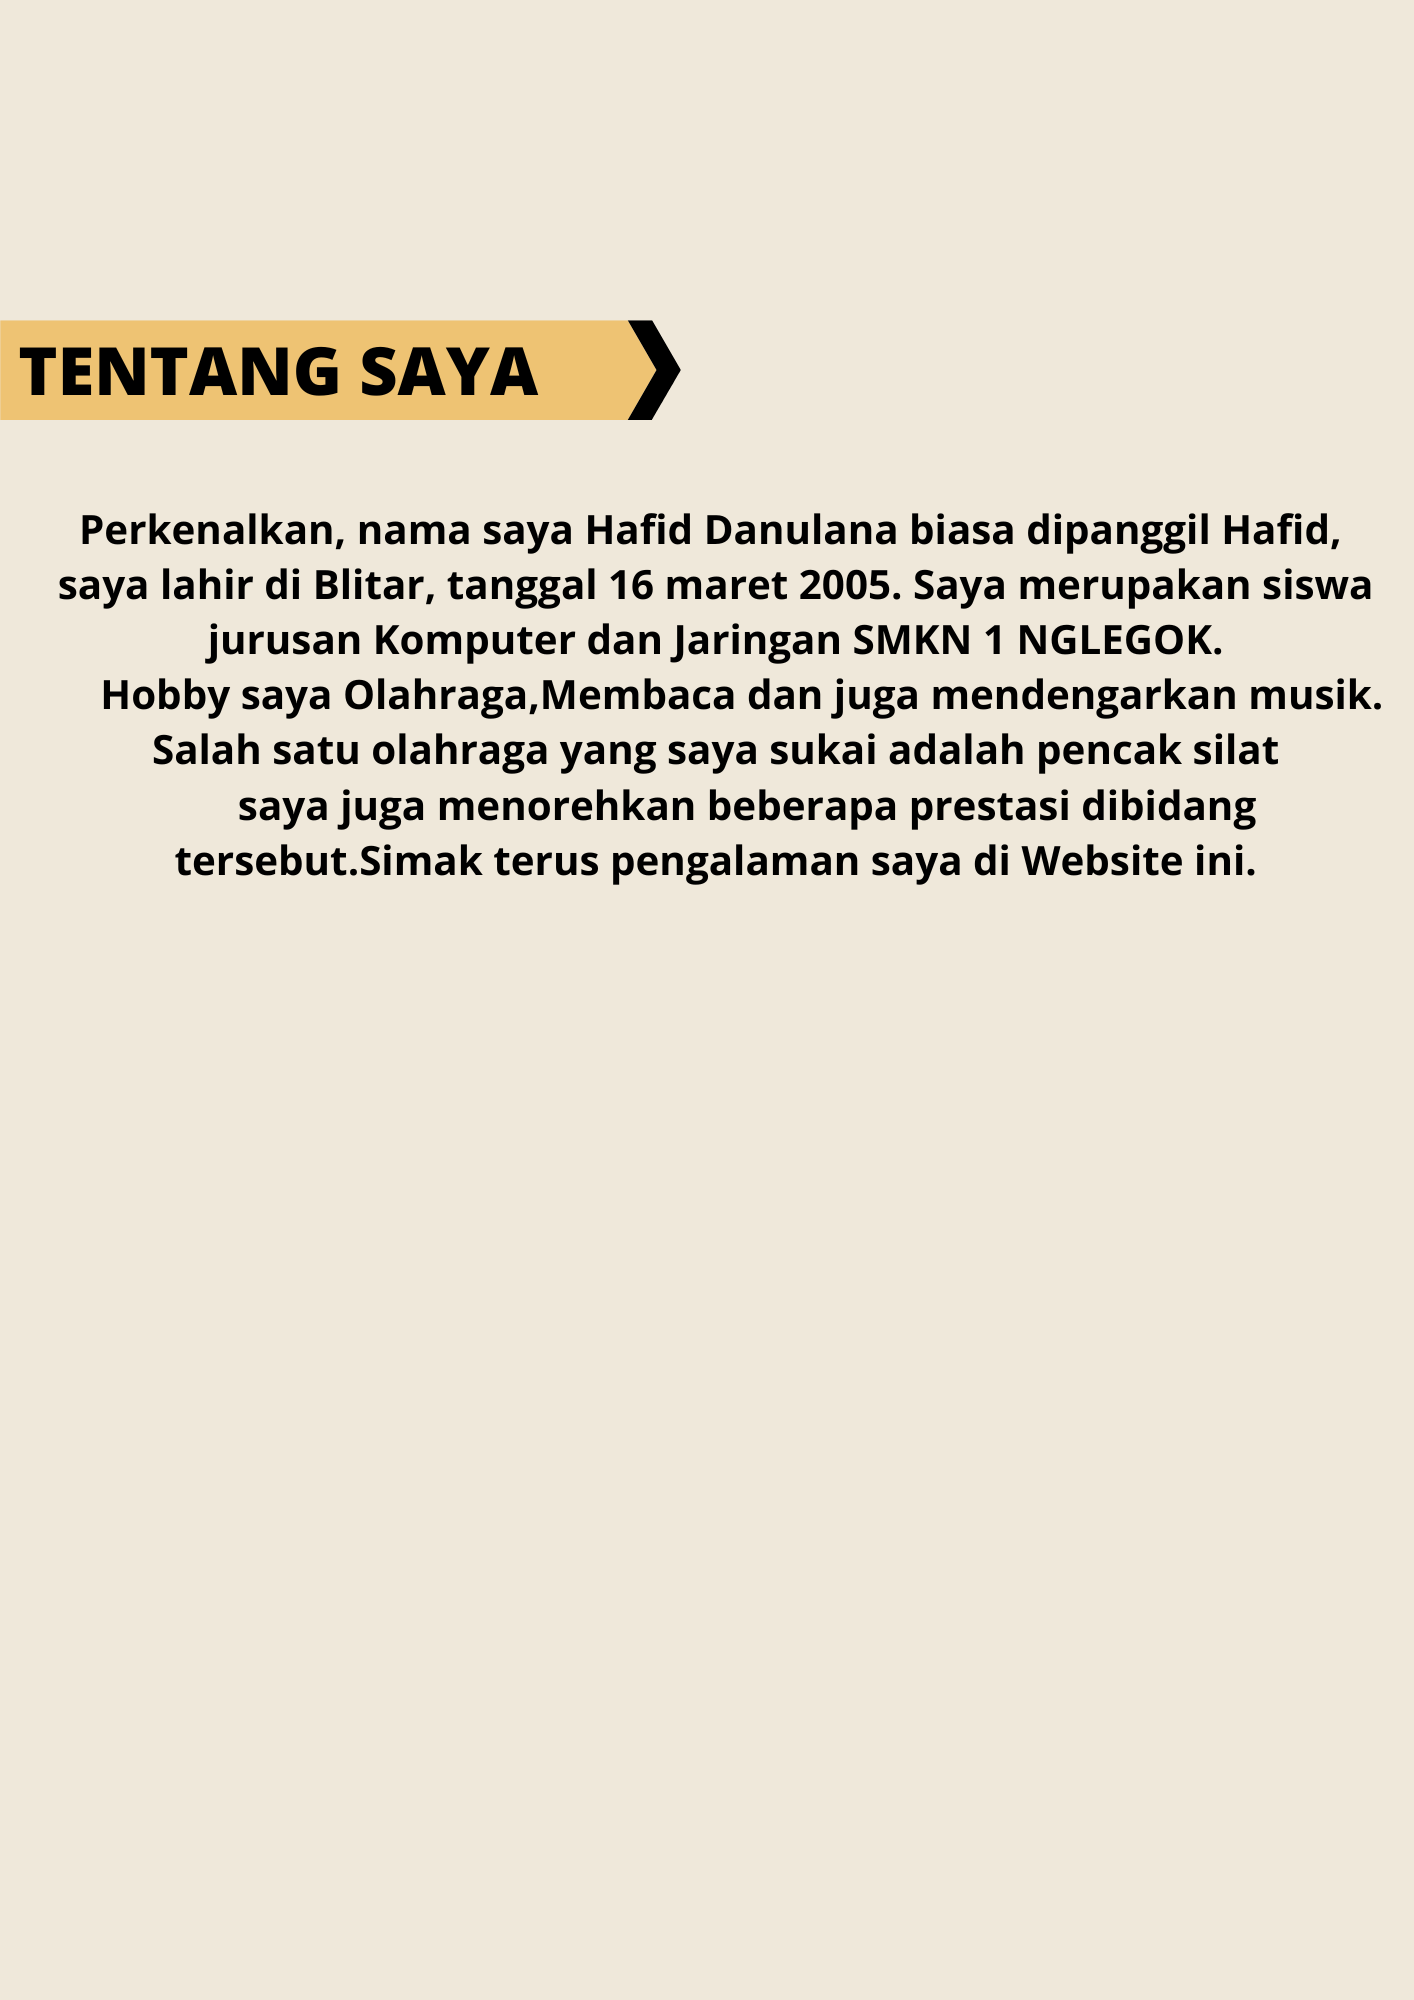 TENTANG SAYA
Perkenalkan, nama saya Hafid Danulana biasa dipanggil Hafid,
saya lahir di Blitar, tanggal 16 maret 2005. Saya merupakan siswa
jurusan Komputer dan Jaringan SMKN 1 NGLEGOK.
Hobby saya Olahraga,Membaca dan juga mendengarkan musik.
Salah satu olahraga yang saya sukai adalah pencak silat
saya juga menorehkan beberapa prestasi dibidang
tersebut.Simak terus pengalaman saya di Website ini.